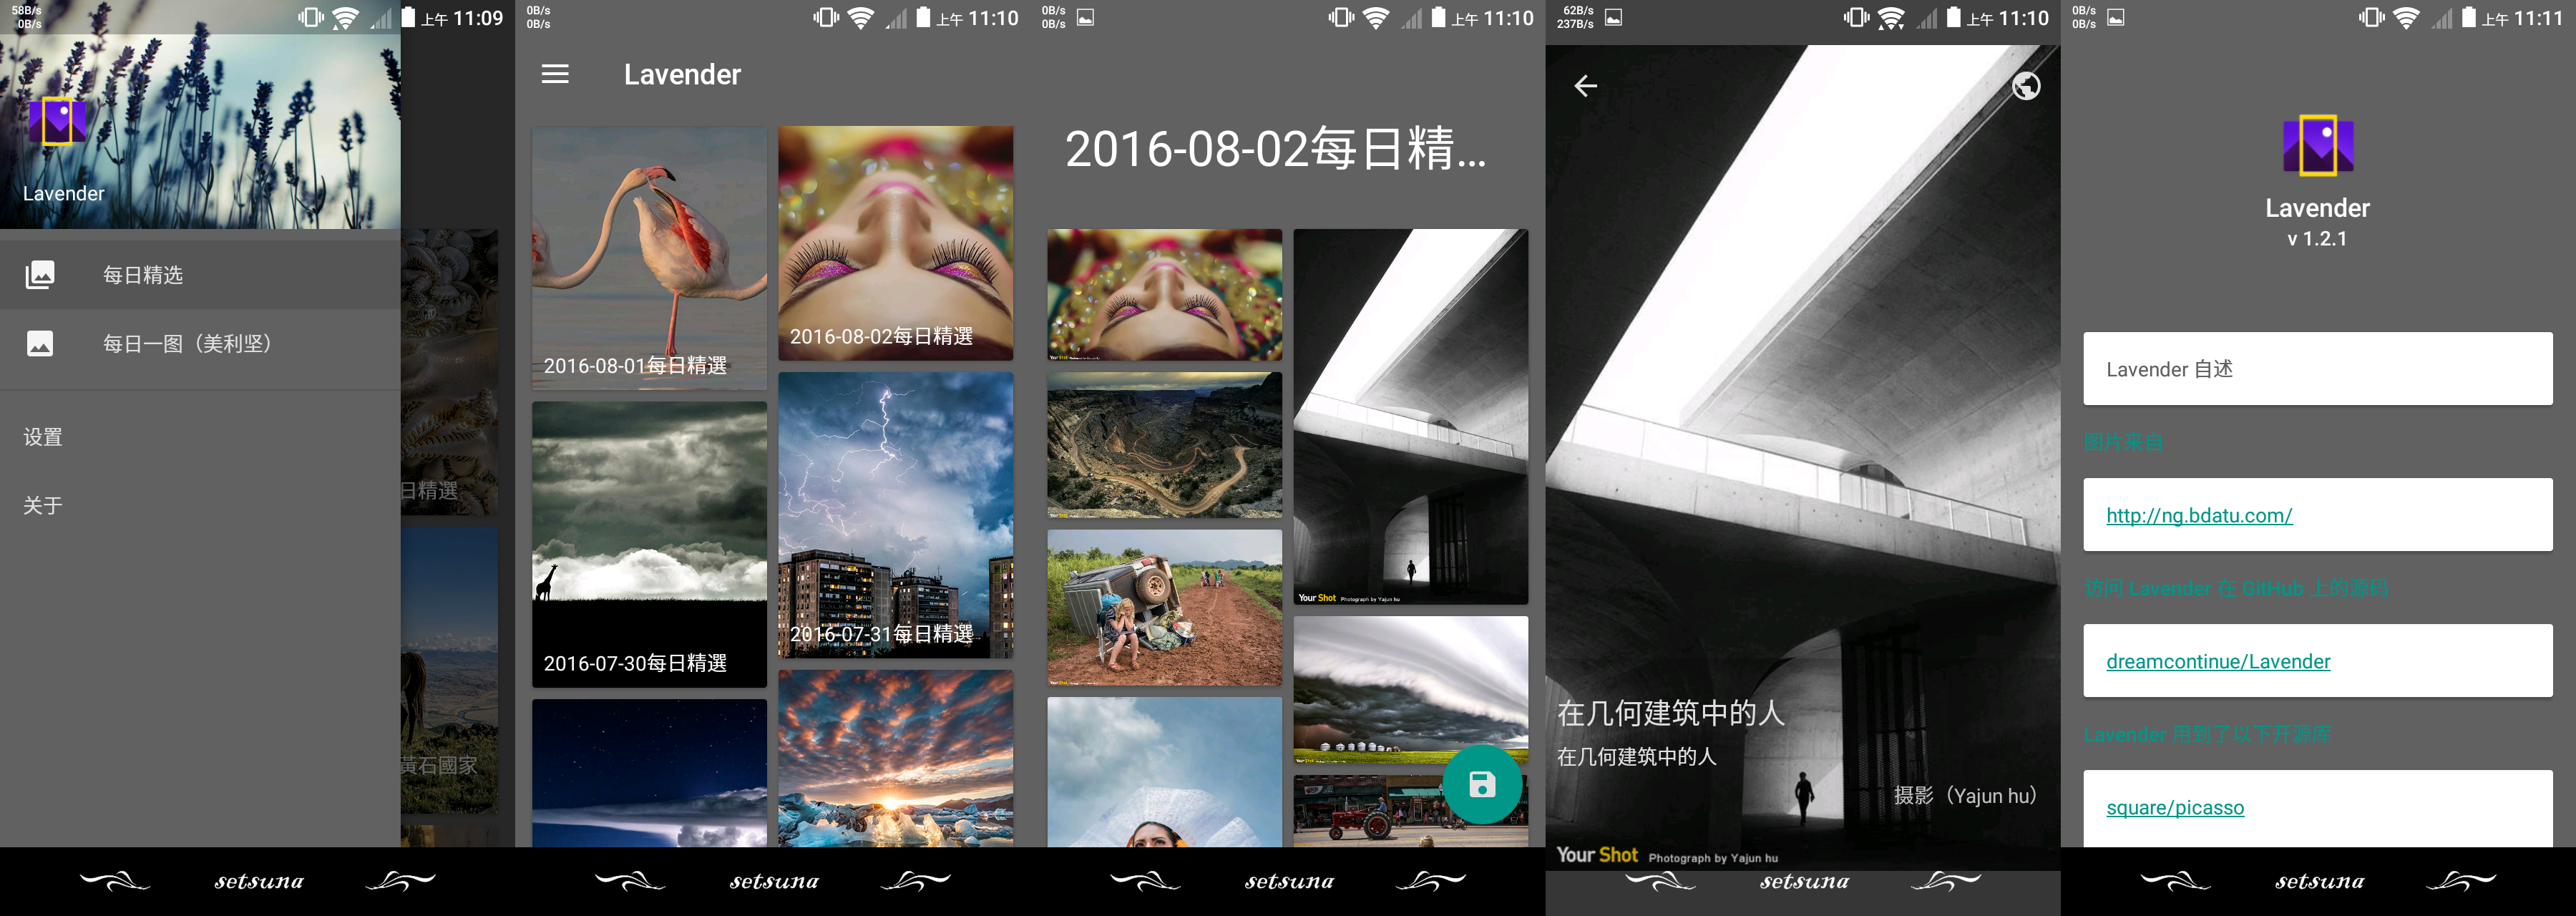 58B/s
0B/s
上午 11:09
Lavender
每日精选
每日一图（美利坚）
设置
关于
日精選
黃石國家
setsuna
0B/s
0B/s
上午 11:10
Lavender
2016-08-01每日精選
2016-08-02每日精選
2016-07-30每日精選
2016-07-31每日精選
setsuna
0B/s
0B/s
上午 11:10
2016-08-02每日精...
Your Shot Photograph by Yajun hu
setsuna
62B/s
237B/s
上午 11:10
在几何建筑中的人
在几何建筑中的人
摄影（Yajun hu）
Your Shot Photograph by Yajun hu
setsuna
0B/s
0B/s
上午 11:11
Lavender
v 1.2.1
Lavender 自述
图片来自
http://ng.bdatu.com/
访问 Lavender 在 GitHub 上的源码
dreamcontinue/Lavender
Lavender 用到了以下开源库
square/picasso
setsuna